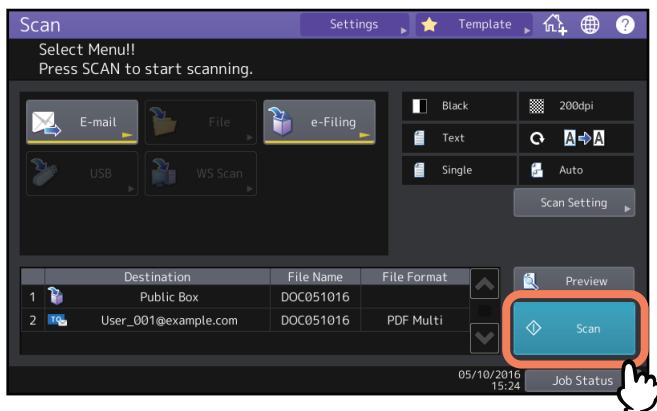 Scan
Settings
Template
?
Select Menu!!
Press SCAN to start scanning.
E-mail
File
e-Filing
USB
WS Scan
Black
200dpi
Text
A A
Single
Auto
Scan Setting
Destination File Name File Format
1 Public Box DOC051016
2 TO User_001@example.com DOC051016 PDF Multi
Preview
Scan
05/10/2016
15:24
Job Status